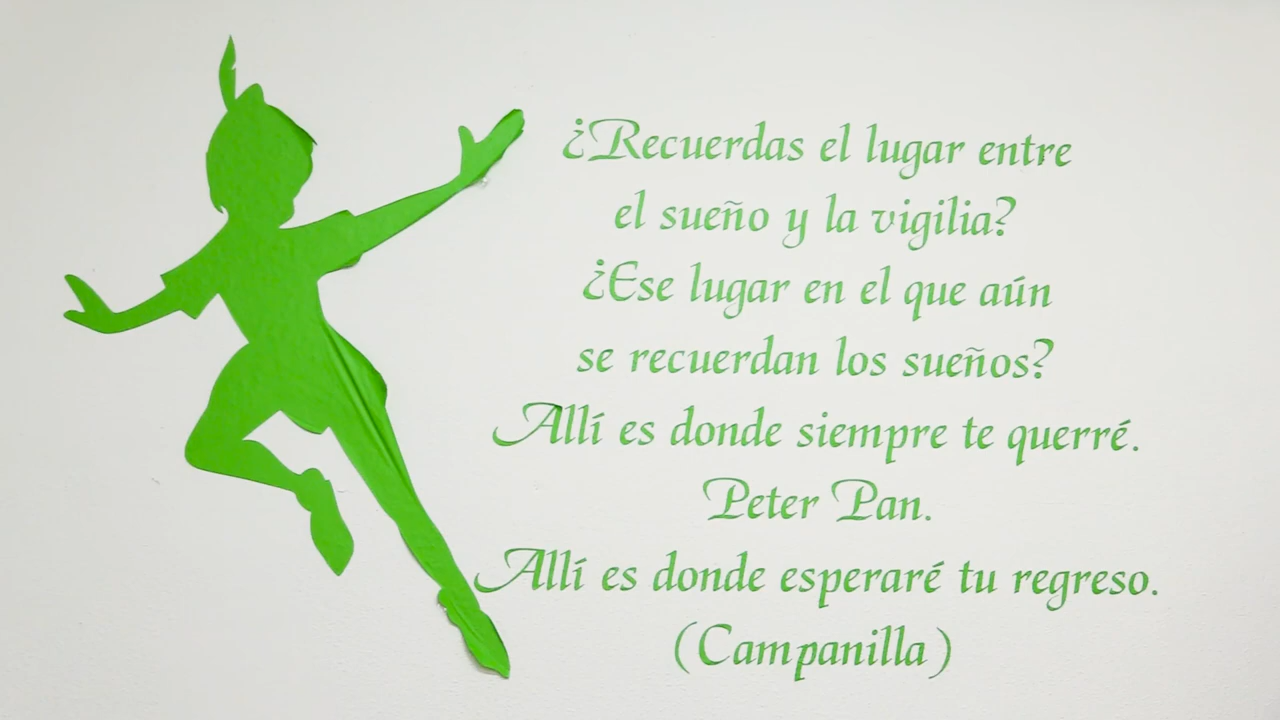 ¿Recuerdas el lugar entre
el sueño y la vigilia?
¿Ese lugar en el que aún
se recuerdan los sueños?
Allí es donde siempre te querré.
Peter Pan.
Allí es donde esperaré tu regreso.
(Campanilla)